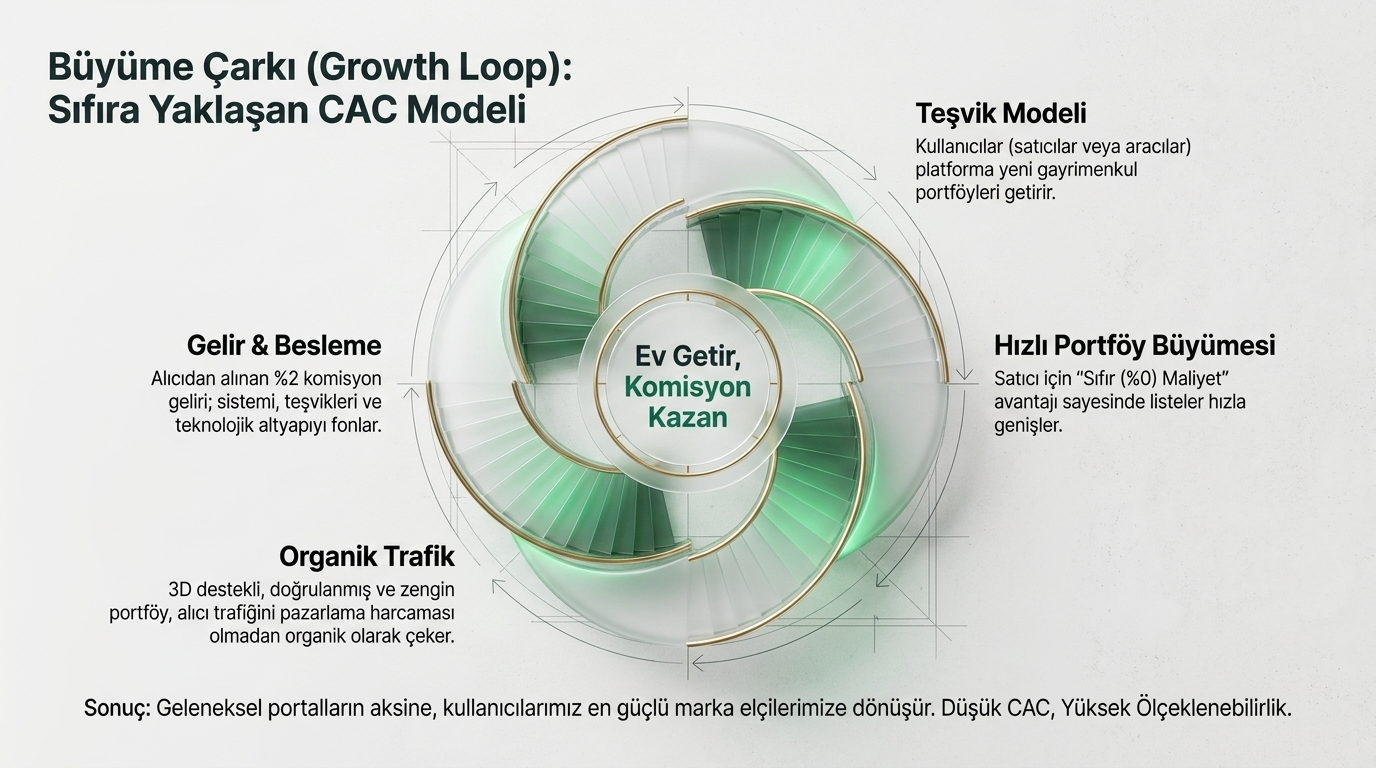 Büyüme Çarkı (Growth Loop):
Sıfıra Yaklaşan CAC Modeli
Teşvik Modeli
Kullanıcılar (satıcılar veya aracılar)
platforma yeni gayrimenkul
portföyleri getirir.
Hızlı Portföy Büyümesi
Satıcı için “Sıfır (%0) Maliyet”
avantajı sayesinde listeler hızla
genişler.
Ev Getir,
Komisyon
Kazan
Gelir & Besleme
Alıcıdan alınan %2 komisyon
geliri; sistemi, teşvikleri ve
teknolojik altyapıyı fonlar.
Organik Trafik
3D destekli, doğrulanmış ve zengin
portföy, alıcı trafiğini pazarlama harcaması
olmadan organik olarak çeker.
Sonuç: Geleneksel portalların aksine, kullanıcılarımız en güçlü marka elçilerimize dönüşür. Düşük CAC, Yüksek Ölçeklenebilirlik.